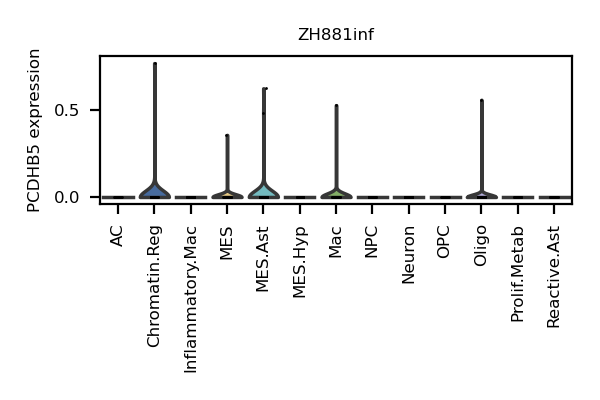 ZH881inf
PCDHB5 expression
0.5
0.0
AC
Chromatin.Reg
Inflammatory.Mac
MES
MES.Ast
MES.Hyp
Mac
NPC
Neuron
OPC
Oligo
Prolif.Metab
Reactive.Ast